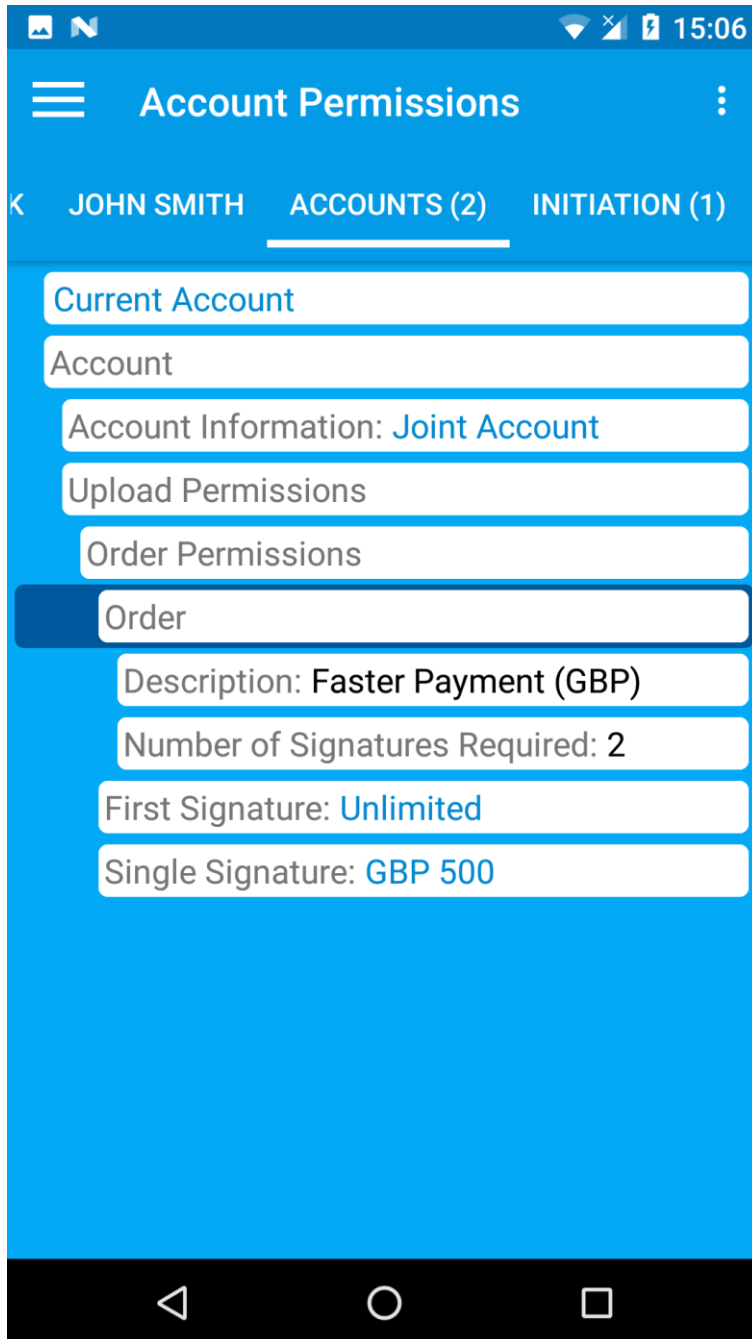 15:06
Account Permissions
K JOHN SMITH ACCOUNTS (2) INITIATION (1)
Current Account
Account
Account Information: Joint Account
Upload Permissions
Order Permissions
Order
Description: Faster Payment (GBP)
Number of Signatures Required: 2
First Signature: Unlimited
Single Signature: GBP 500